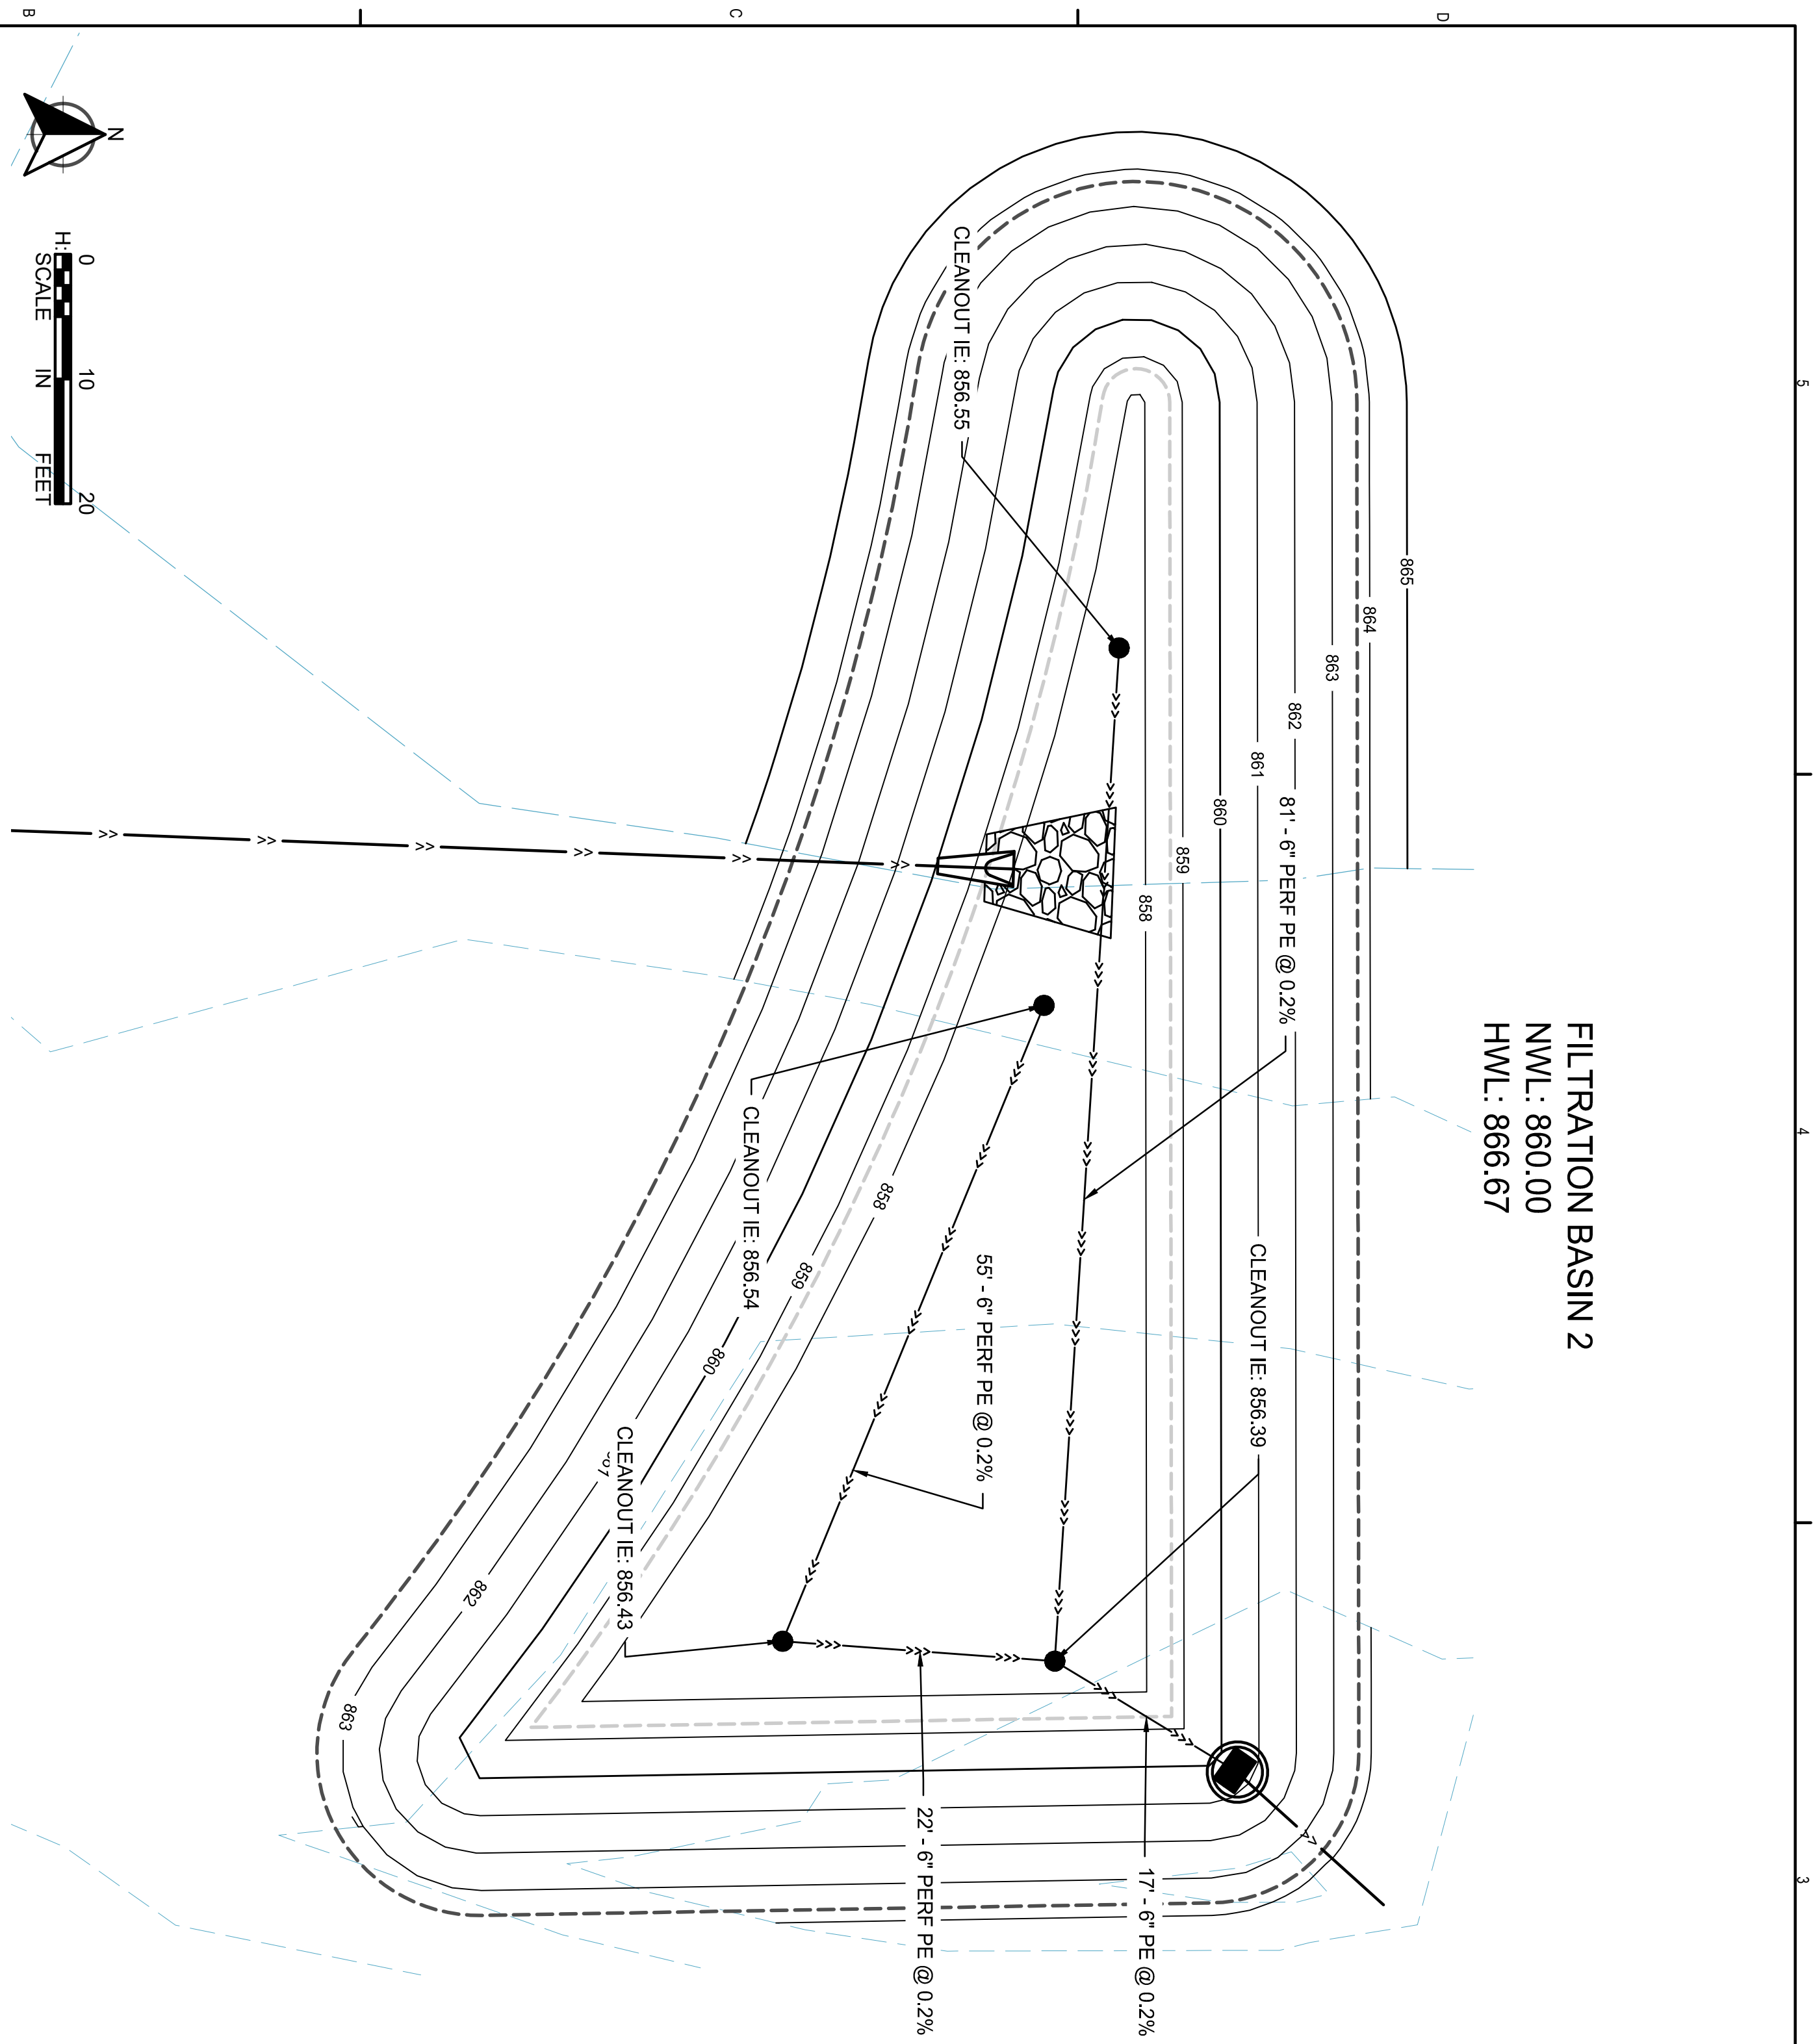 B
C
D
5
4
3
N
H:
0
10
20
SCALE IN FEET
FILTRATION BASIN 2
NWL: 860.00
HWL: 866.67
865
864
863
862
861
860
859
858
81' - 6" PERF PE @ 0.2%
CLEANOUT IE: 856.55
CLEANOUT IE: 856.39
CLEANOUT IE: 856.54
55' - 6" PERF PE @ 0.2%
CLEANOUT IE: 856.43
858
859
860
862
863
22' - 6" PERF PE @ 0.2%
17' - 6" PE @ 0.2%